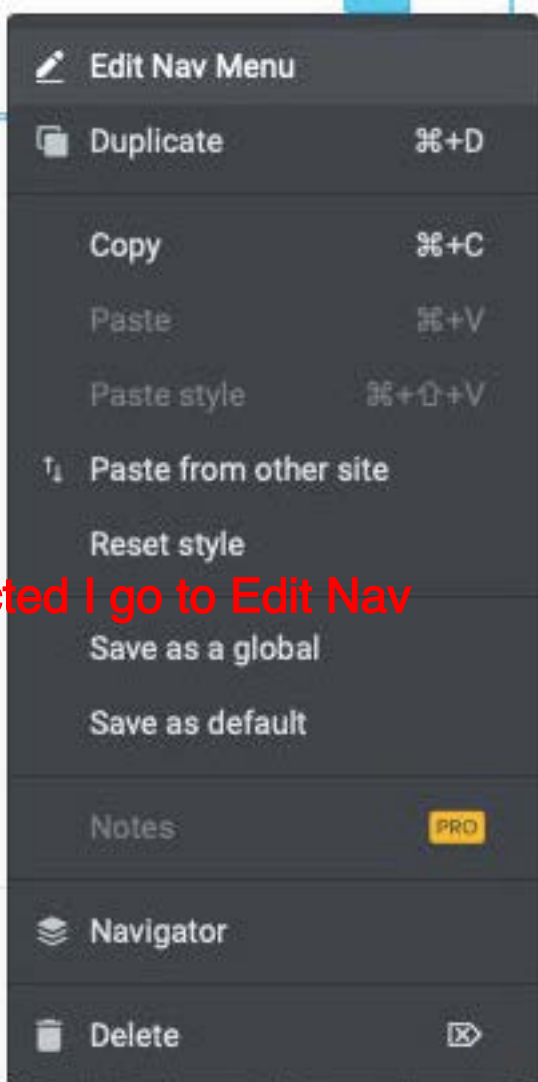 Edit Nav Menu
Duplicate ⌘+D
Copy ⌘+C
Paste ⌘+V
Paste style ⌘+⇧+V
Paste from other site
Reset style
I go to Edit Nav
Save as a global
Save as default
Notes PRO
Navigator
Delete ⌦